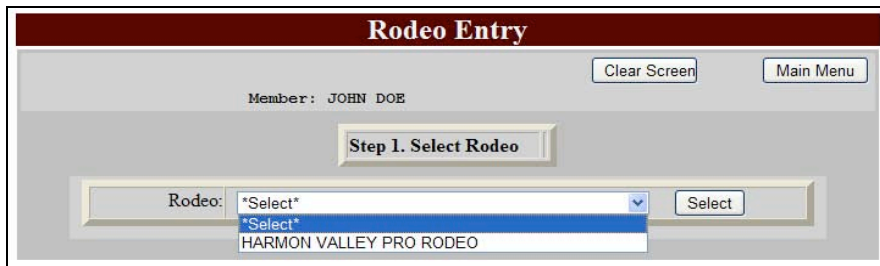 Rodeo Entry
Clear Screen Main Menu
Member: JOHN DOE
Step 1. Select Rodeo
Rodeo: *Select* Select
*Select*
HARMON VALLEY PRO RODEO